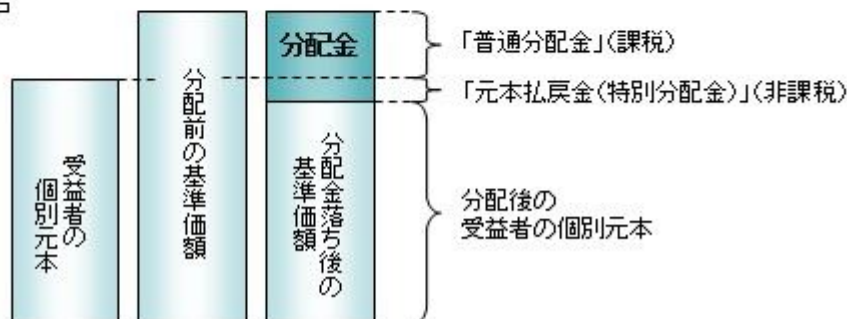 受益者の
個別元本
分配前の基準価額
分配金
分配金落ち後の
基準価額
「普通分配金」(課税)
「元本払戻金(特別分配金)」(非課税)
分配後の
受益者の個別元本